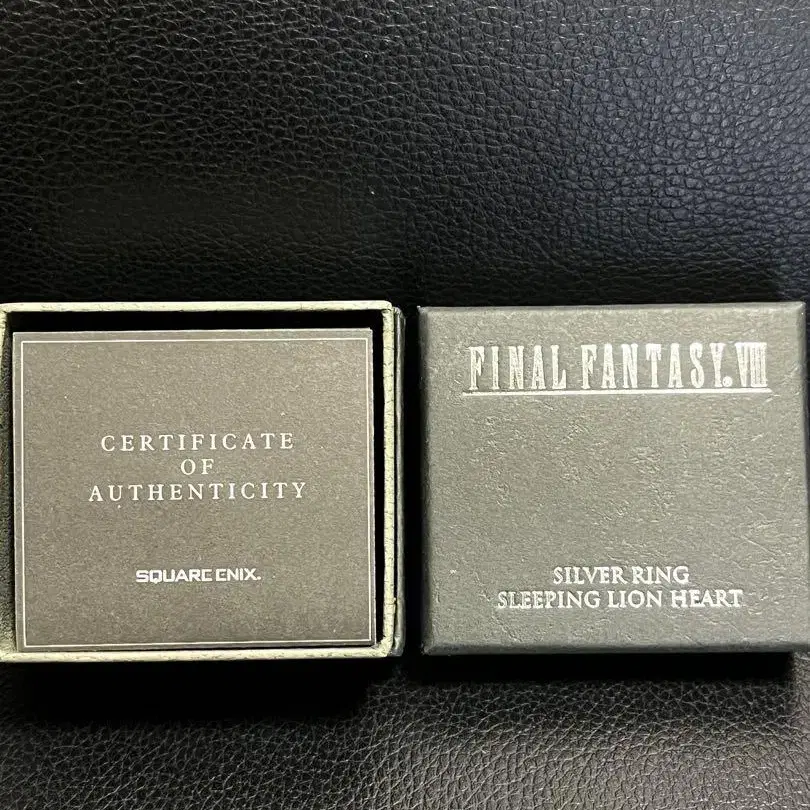 CERTIFICATE
OF
AUTHENTICITY
SQUARE ENIX.
FINAL FANTASY® VIII
SILVER RING
SLEEPING LION HEART